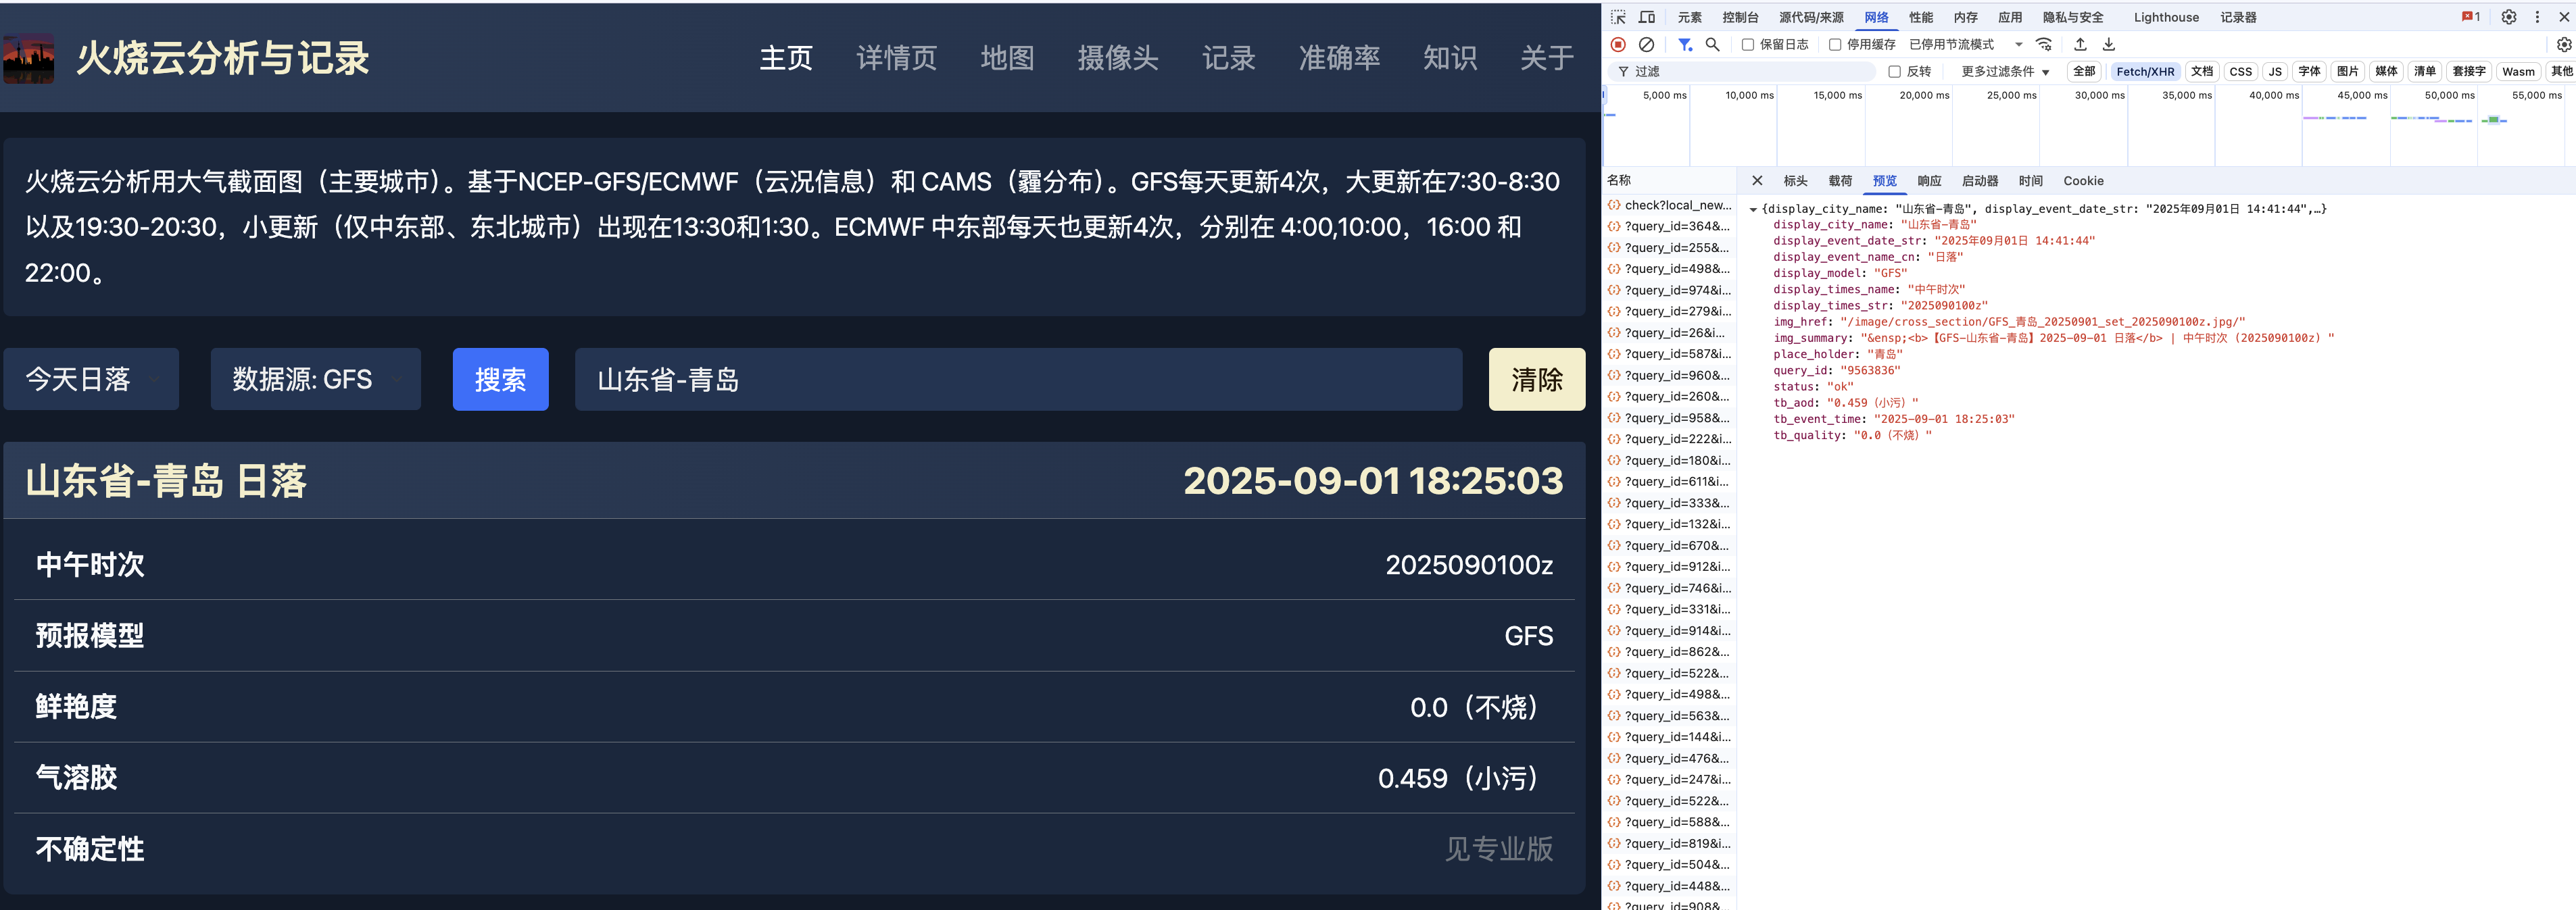 火烧云分析与记录
主页 详情页 地图 摄像头 记录 准确率 知识 关于
火烧云分析用大气截面图（主要城市）。基于NCEP-GFS/ECMWF（云况信息）和 CAMS（霾分布）。GFS每天更新4次，大更新在7:30-8:30
以及19:30-20:30，小更新（仅中东部、东北城市）出现在13:30和1:30。ECMWF 中东部每天也更新4次，分别在 4:00,10:00，16:00 和
22:00。
今天日落 数据源: GFS 搜索 山东省-青岛 清除
山东省-青岛 日落 2025-09-01 18:25:03
中午时次 2025090100z
预报模型 GFS
鲜艳度 0.0（不烧）
气溶胶 0.459（小污）
不确定性 见专业版
元素 控制台 源代码/来源 网络 性能 内存 应用 隐私与安全 Lighthouse 记录器 1
保留日志 停用缓存 已停用节流模式
过滤 反转 更多过滤条件 全部 Fetch/XHR 文档 CSS JS 字体 图片 媒体 清单 套接字 Wasm 其他
5,000 ms 10,000 ms 15,000 ms 20,000 ms 25,000 ms 30,000 ms 35,000 ms 40,000 ms 45,000 ms 50,000 ms 55,000 ms
名称
check?local_new...
?query_id=364&...
?query_id=255&...
?query_id=498&...
?query_id=974&i...
?query_id=279&i...
?query_id=26&i...
?query_id=587&i...
?query_id=960&...
?query_id=260&...
?query_id=958&...
?query_id=222&i...
?query_id=180&i...
?query_id=611&i...
?query_id=333&...
?query_id=132&i...
?query_id=670&...
?query_id=912&i...
?query_id=746&i...
?query_id=331&i...
?query_id=914&i...
?query_id=862&...
?query_id=522&...
?query_id=498&...
?query_id=563&...
?query_id=144&i...
?query_id=476&...
?query_id=247&i...
?query_id=522&...
?query_id=588&...
?query_id=819&i...
?query_id=504&...
?query_id=448&...
?query_id=908&...
标头 载荷 预览 响应 启动器 时间 Cookie
{display_city_name: "山东省-青岛", display_event_date_str: "2025年09月01日 14:41:44",…}
display_city_name: "山东省-青岛"
display_event_date_str: "2025年09月01日 14:41:44"
display_event_name_cn: "日落"
display_model: "GFS"
display_times_name: "中午时次"
display_times_str: "2025090100z"
img_href: "/image/cross_section/GFS_青岛_20250901_set_2025090100z.jpg/"
img_summary: "&ensp;<b>【GFS-山东省-青岛】2025-09-01 日落</b> | 中午时次 (2025090100z) "
place_holder: "青岛"
query_id: "9563836"
status: "ok"
tb_aod: "0.459（小污）"
tb_event_time: "2025-09-01 18:25:03"
tb_quality: "0.0（不烧）"